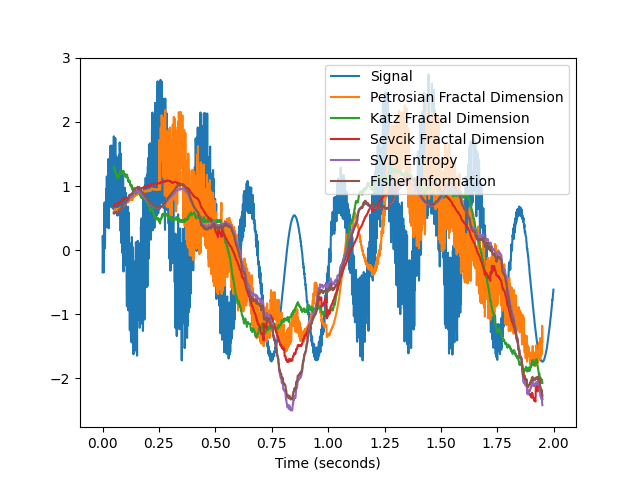 3
2
1
0
−1
−2
Signal
Petrosian Fractal Dimension
Katz Fractal Dimension
Sevcik Fractal Dimension
SVD Entropy
Fisher Information
0.00 0.25 0.50 0.75 1.00 1.25 1.50 1.75 2.00
Time (seconds)